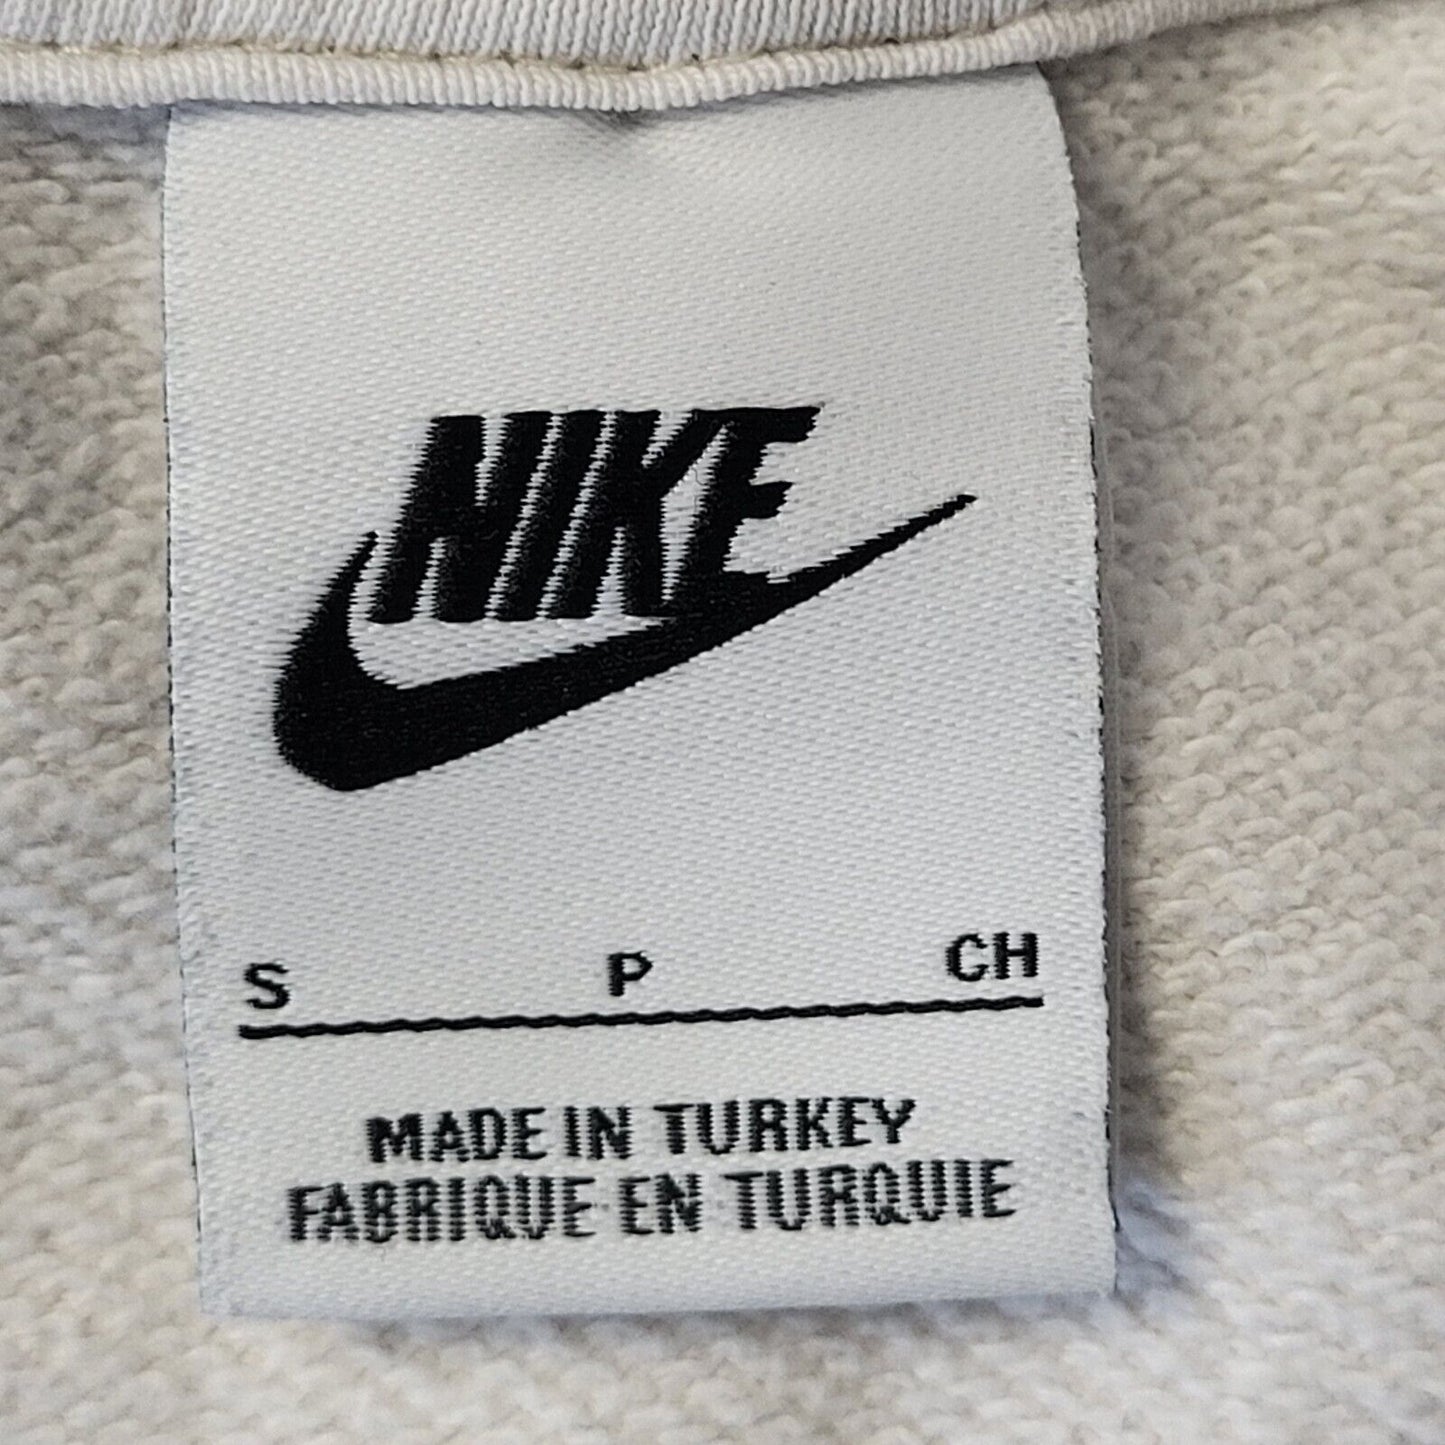 NIKE
S P CH
MADE IN TURKEY
FABRIQUE EN TURQUIE